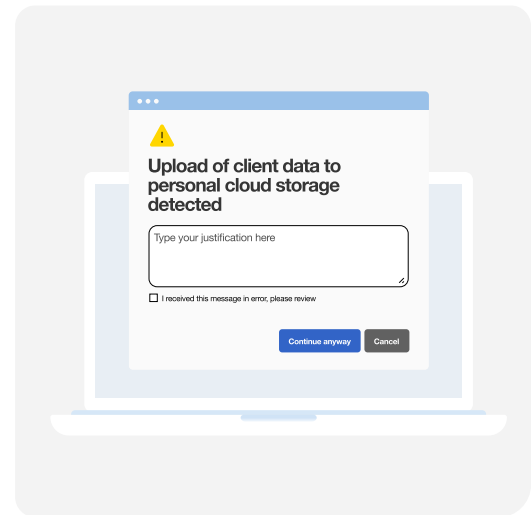 Upload of client data to
personal cloud storage
detected
Type your justification here
I received this message in error, please review
Continue anyway
Cancel